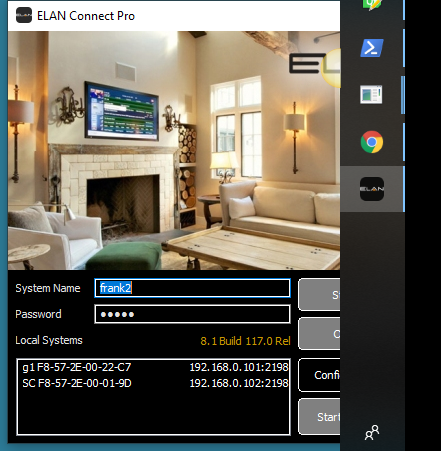 ELAN Connect Pro
System Name
frank2
Password
Local Systems
8.1 Build 117.0 Rel
g1 F8-57-2E-00-22-C7 192.168.0.101:2198
SC F8-57-2E-00-01-9D 192.168.0.102:2198
Confi
Start
ELAN